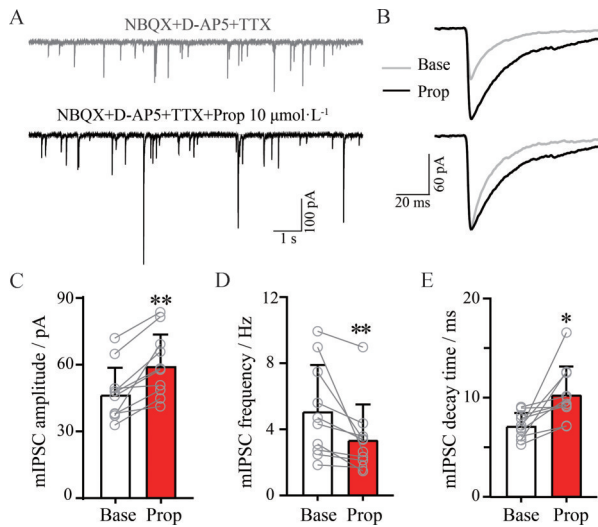 A
NBQX+D-AP5+TTX
NBQX+D-AP5+TTX+Prop 10 μmol·L⁻¹
100 pA
1 s
B
Base
Prop
60 pA
20 ms
C
mIPSC amplitude / pA
90
60
30
0
**
Base Prop
D
mIPSC frequency / Hz
12
8
4
0
**
Base Prop
E
mIPSC decay time / ms
20
10
0
*
Base Prop